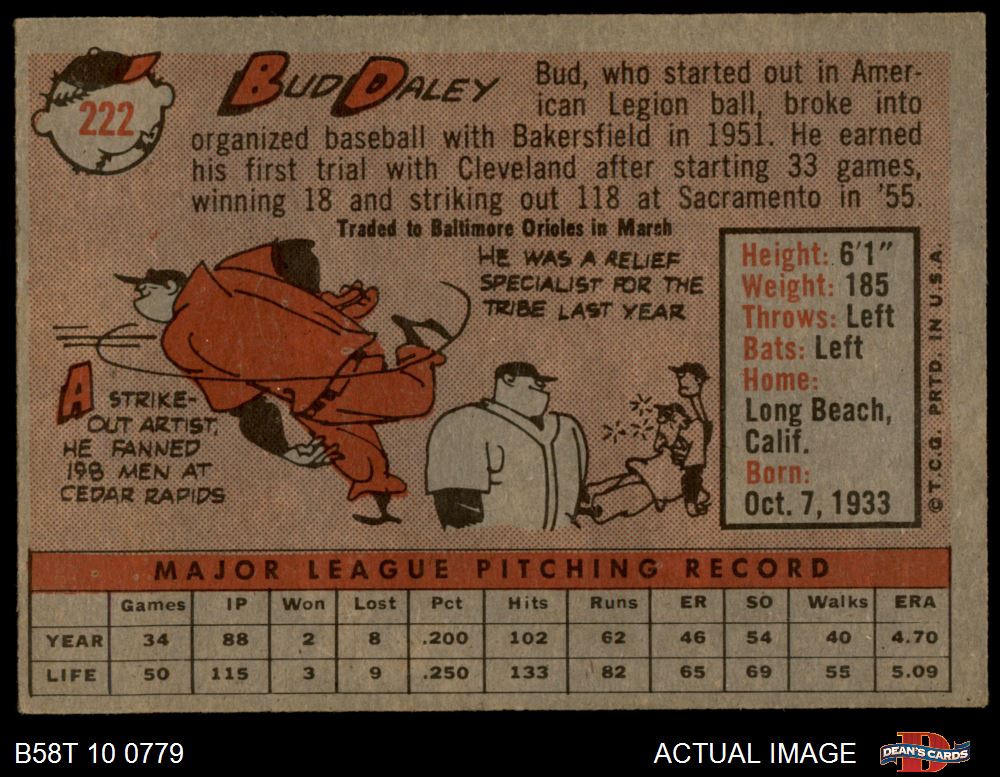 222
BUD DALEY
Bud, who started out in Amer-
ican Legion ball, broke into
organized baseball with Bakersfield in 1951. He earned
his first trial with Cleveland after starting 33 games,
winning 18 and striking out 118 at Sacramento in '55.
Traded to Baltimore Orioles in March
HE WAS A RELIEF
SPECIALIST FOR THE
TRIBE LAST YEAR
A STRIKE-
OUT ARTIST,
HE FANNED
198 MEN AT
CEDAR RAPIDS
Height: 6'1"
Weight: 185
Throws: Left
Bats: Left
Home:
Long Beach,
Calif.
Born:
Oct. 7, 1933
© T.C.G. PRTD. IN U.S.A.
MAJOR LEAGUE PITCHING RECORD
Games IP Won Lost Pct Hits Runs ER SO Walks ERA
YEAR 34 88 2 8 .200 102 62 46 54 40 4.70
LIFE 50 115 3 9 .250 133 82 65 69 55 5.09
B58T 10 0779
ACTUAL IMAGE
D
DEAN'S CARDS